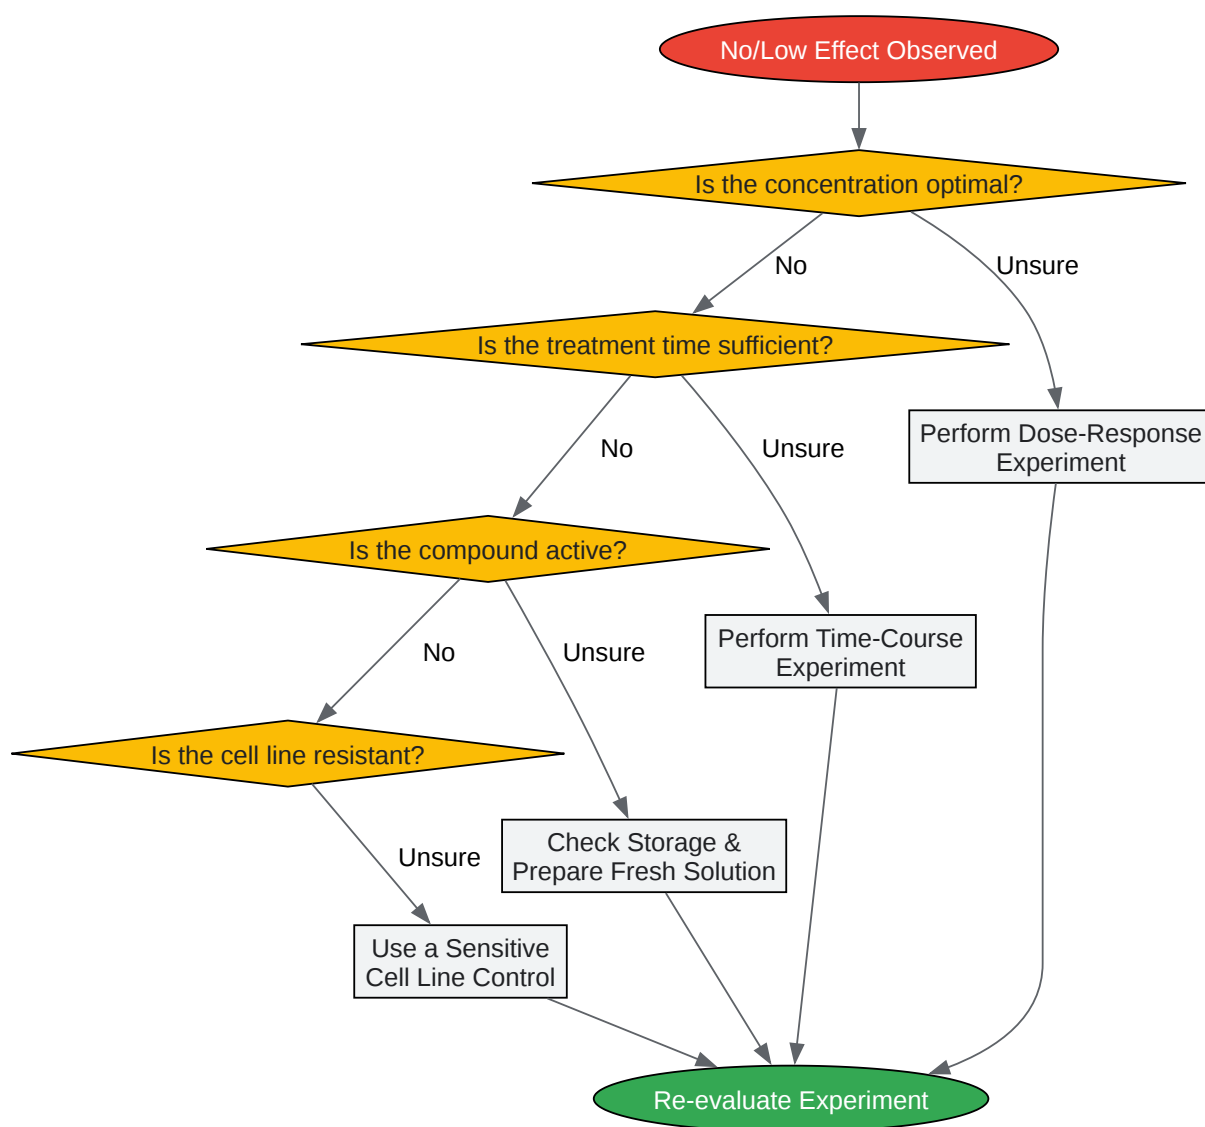 No/Low Effect Observed
Is the concentration optimal?
No
Unsure
Is the treatment time sufficient?
Perform Dose-Response
Experiment
No
Unsure
Is the compound active?
Perform Time-Course
Experiment
No
Unsure
Is the cell line resistant?
Check Storage &
Prepare Fresh Solution
Unsure
Use a Sensitive
Cell Line Control
Re-evaluate Experiment